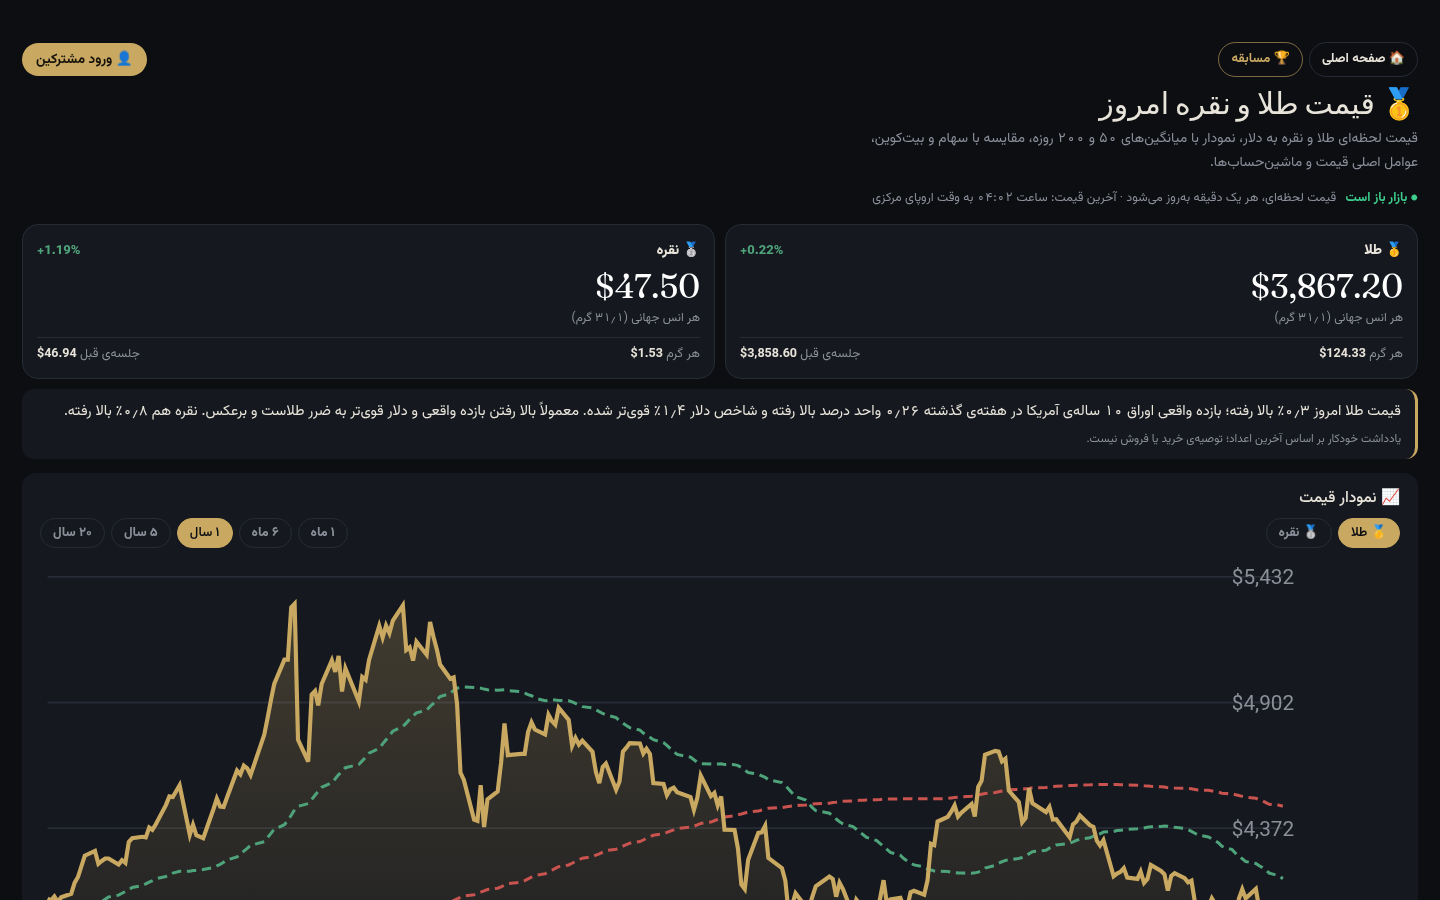 🏠 صفحه اصلی
🏆 مسابقه
👤 ورود مشترکین
🥇 قیمت طلا و نقره امروز
قیمت لحظه‌ای طلا و نقره به دلار، نمودار با میانگین‌های ۵۰ و ۲۰۰ روزه، مقایسه با سهام و بیت‌کوین،
عوامل اصلی قیمت و ماشین‌حساب‌ها.
● بازار باز است قیمت لحظه‌ای، هر یک دقیقه به‌روز می‌شود · آخرین قیمت: ساعت ۰۴:۰۲ به وقت اروپای مرکزی
🥇 طلا
+0.22%
$3,867.20
هر انس جهانی (۳۱٫۱ گرم)
هر گرم $124.33
جلسه‌ی قبل $3,858.60
🥈 نقره
+1.19%
$47.50
هر انس جهانی (۳۱٫۱ گرم)
هر گرم $1.53
جلسه‌ی قبل $46.94
قیمت طلا امروز ۰٫۳٪ بالا رفته؛ بازده واقعی اوراق ۱۰ ساله‌ی آمریکا در هفته‌ی گذشته ۰٫۲۶ واحد درصد بالا رفته و شاخص دلار ۱٫۴٪ قوی‌تر شده. معمولاً بالا رفتن بازده واقعی و دلار قوی‌تر به ضرر طلاست و برعکس. نقره هم ۰٫۸٪ بالا رفته.
یادداشت خودکار بر اساس آخرین اعداد؛ توصیه‌ی خرید یا فروش نیست.
📈 نمودار قیمت
🥇 طلا
🥈 نقره
۱ ماه
۶ ماه
۱ سال
۵ سال
۲۰ سال
$5,432
$4,902
$4,372